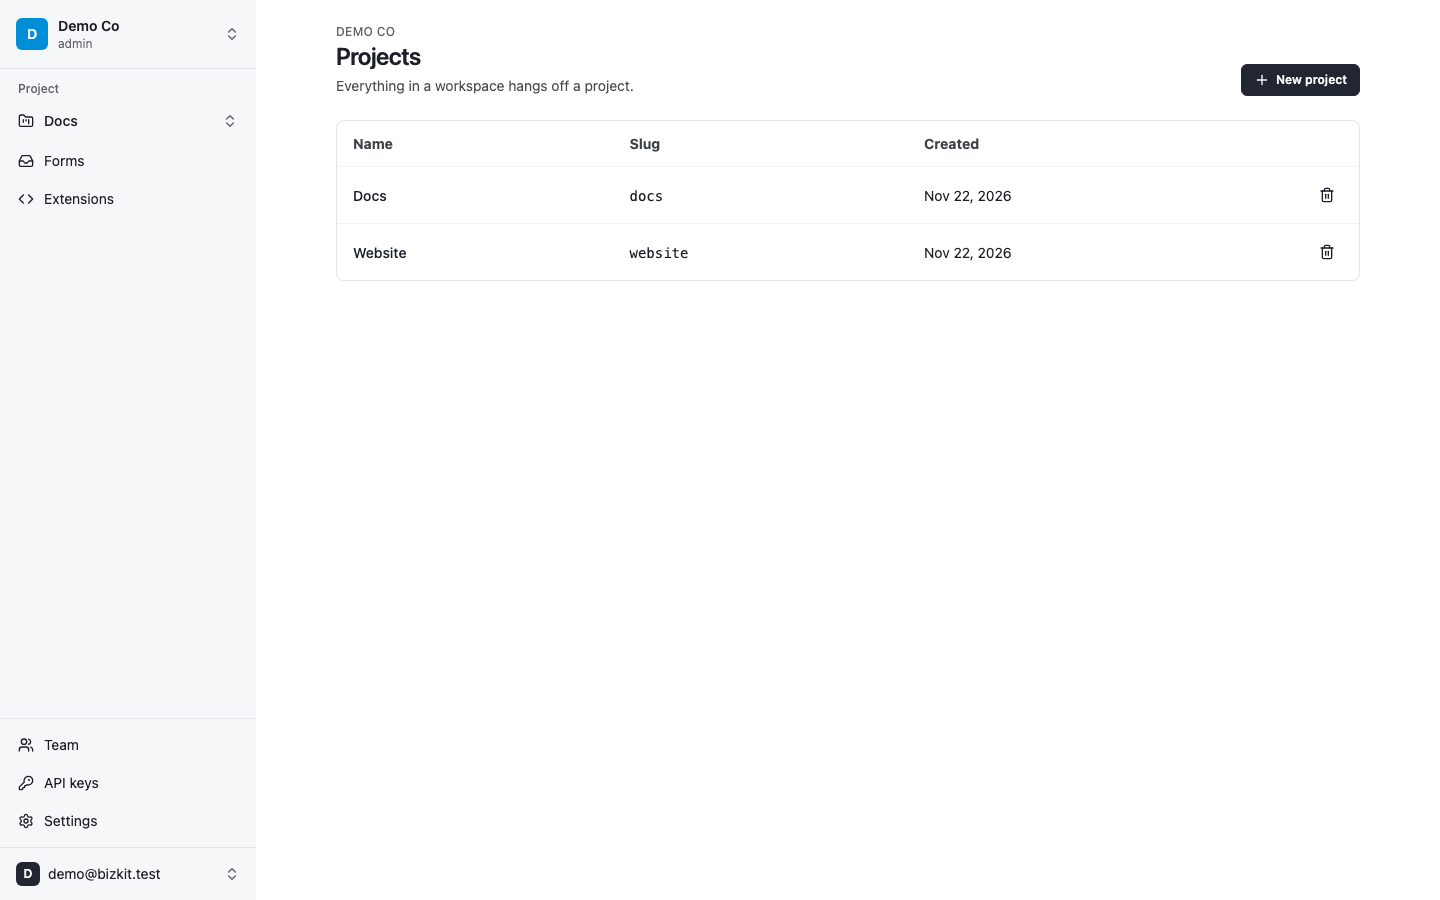 D
Demo Co
admin
Project
Docs
Forms
Extensions
Team
API keys
Settings
D
demo@bizkit.test
DEMO CO
Projects
Everything in a workspace hangs off a project.
New project
Name Slug Created
Docs docs Nov 22, 2026
Website website Nov 22, 2026